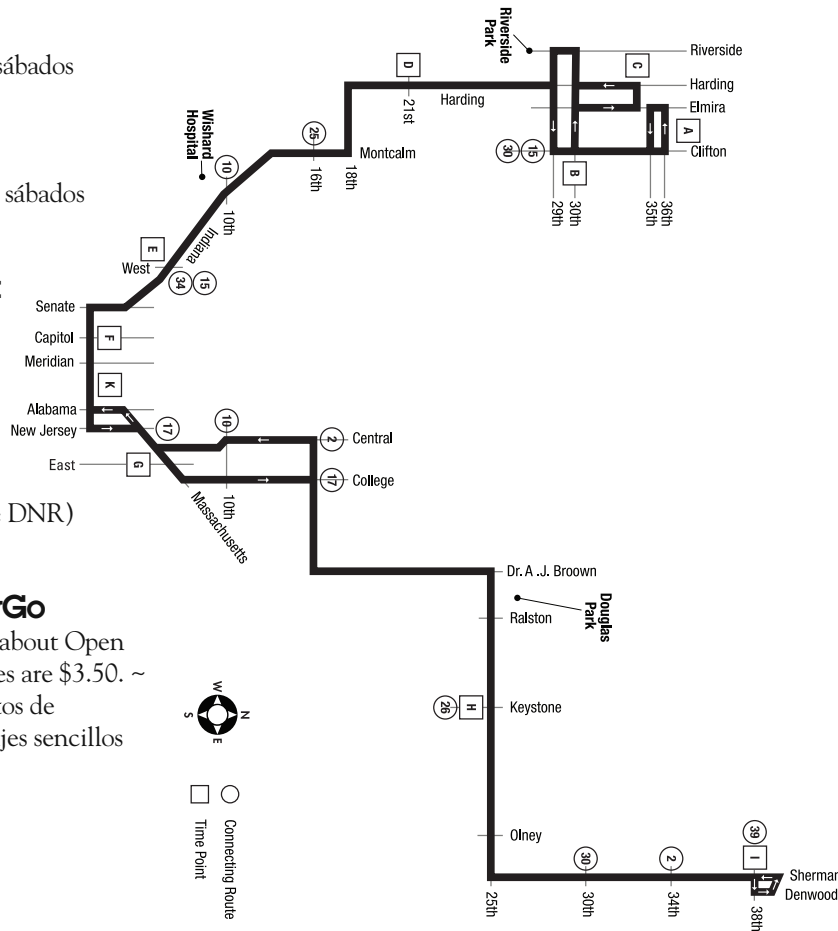 sábados
sábados
:
DNR)
Go
about Open
es are $3.50. ~
tos de
jes sencillos
Riverside
Harding
Elmira
Clifton
Riverside
Park
C
A
B
D
21st
Harding
15
30
29th
30th
35th
36th
25
16th
18th
Montcalm
Wishard
Hospital
10
10th
Indiana
E
West
34
15
Senate
Capitol
F
Meridian
K
Alabama
New Jersey
17
East
G
Massachusetts
10
10th
2
Central
17
College
Dr. A .J. Broown
Douglas
Park
Ralston
26
H
Keystone
Olney
25th
30
30th
2
34th
39
I
38th
Sherman
Denwood
W
N
S
E
Connecting Route
Time Point